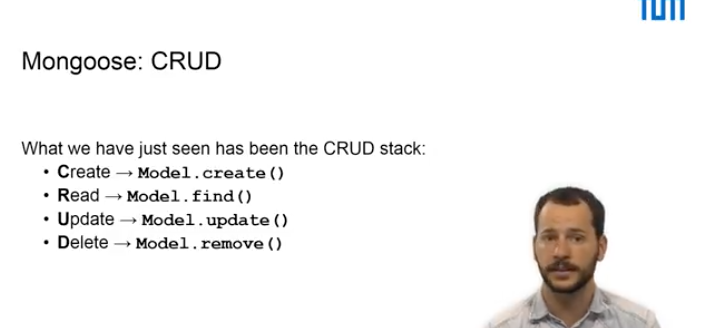 Mongoose: CRUD
What we have just seen has been the CRUD stack:
• Create → Model.create()
• Read → Model.find()
• Update → Model.update()
• Delete → Model.remove()